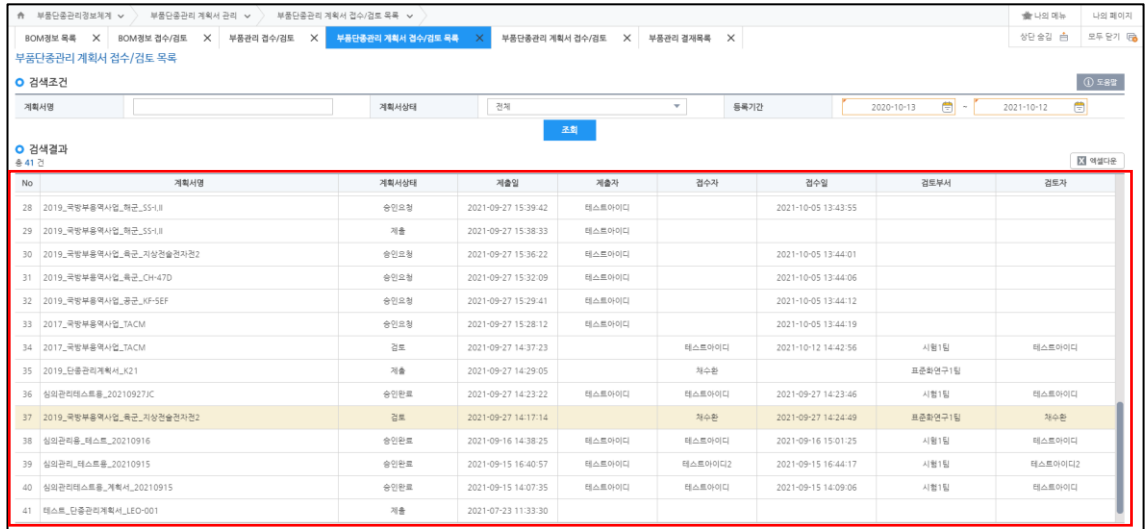 부품단종관리정보체계 부품단종관리 계획서 관리 부품단종관리 계획서 접수/검토 목록 나의 메뉴 나의 페이지
BOM정보 목록 BOM정보 접수/검토 부품관리 접수/검토 부품단종관리 계획서 접수/검토 목록 부품단종관리 계획서 접수/검토 부품관리 결재목록 상단 숨김 모두 닫기
부품단종관리 계획서 접수/검토 목록
검색조건 도움말
계획서명 계획서상태 전체 등록기간 2020-10-13 ~ 2021-10-12
조회
검색결과
총 41 건 엑셀다운
No 계획서명 계획서상태 제출일 제출자 접수자 접수일 검토부서 검토자
28 2019_국방부용역사업_해군_SS-I,II 승인요청 2021-09-27 15:39:42 테스트아이디 2021-10-05 13:43:55
29 2019_국방부용역사업_해군_SS-I,II 제출 2021-09-27 15:38:33 테스트아이디
30 2019_국방부용역사업_육군_지상전술전자전2 승인요청 2021-09-27 15:36:22 테스트아이디 2021-10-05 13:44:01
31 2019_국방부용역사업_육군_CH-47D 승인요청 2021-09-27 15:32:09 테스트아이디 2021-10-05 13:44:06
32 2019_국방부용역사업_공군_KF-5EF 승인요청 2021-09-27 15:29:41 테스트아이디 2021-10-05 13:44:12
33 2017_국방부용역사업_TACM 승인요청 2021-09-27 15:28:12 테스트아이디 2021-10-05 13:44:19
34 2017_국방부용역사업_TACM 검토 2021-09-27 14:37:23 테스트아이디 2021-10-12 14:42:56 시험1팀 테스트아이디
35 2019_단종관리계획서_K21 제출 2021-09-27 14:29:05 채수환 표준화연구1팀
36 심의관리테스트용_20210927JC 승인완료 2021-09-27 14:23:22 테스트아이디 테스트아이디 2021-09-27 14:23:46 시험1팀 테스트아이디
37 2019_국방부용역사업_육군_지상전술전자전2 검토 2021-09-27 14:17:14 채수환 2021-09-27 14:24:49 표준화연구1팀 채수환
38 심의관리용_테스트_20210916 승인완료 2021-09-16 14:38:25 테스트아이디 테스트아이디 2021-09-16 15:01:25 시험1팀 테스트아이디
39 심의관리_테스트용_20210915 승인완료 2021-09-15 16:40:57 테스트아이디 테스트아이디2 2021-09-15 16:44:17 시험1팀 테스트아이디2
40 심의관리테스트용_계획서_20210915 승인완료 2021-09-15 14:07:35 테스트아이디 테스트아이디 2021-09-15 14:09:06 시험1팀 테스트아이디
41 테스트_단종관리계획서_LEO-001 제출 2021-07-23 11:33:30